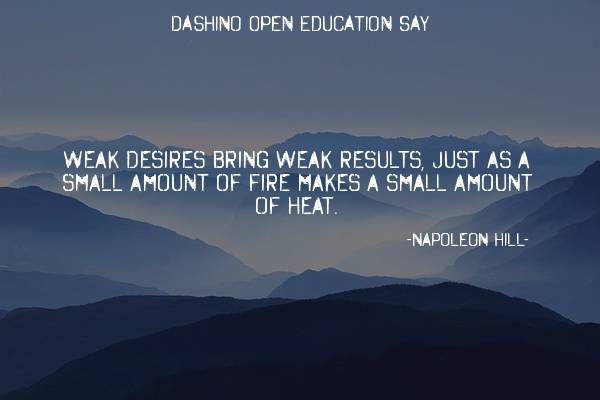 DASHINO OPEN EDUCATION SAY
WEAK DESIRES BRING WEAK RESULTS, JUST AS A
SMALL AMOUNT OF FIRE MAKES A SMALL AMOUNT
OF HEAT.
-NAPOLEON HILL-